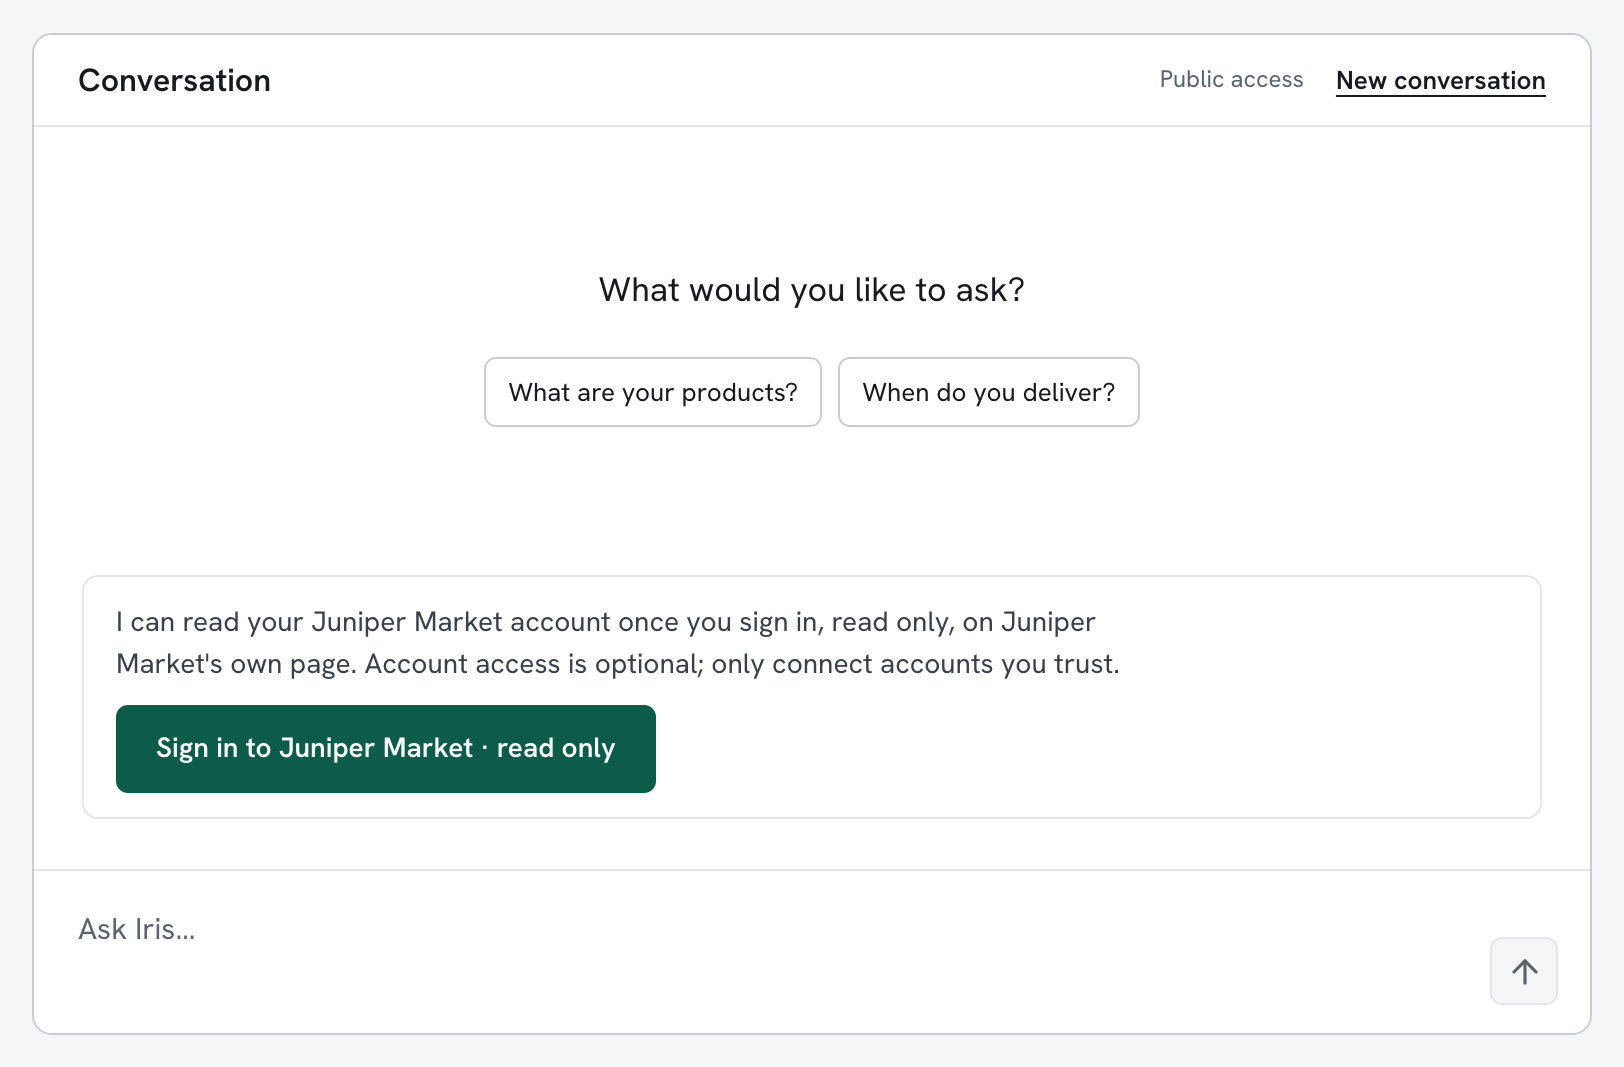 Conversation
Public access
New conversation
What would you like to ask?
What are your products?
When do you deliver?
I can read your Juniper Market account once you sign in, read only, on Juniper
Market's own page. Account access is optional; only connect accounts you trust.
Sign in to Juniper Market · read only
Ask Iris...